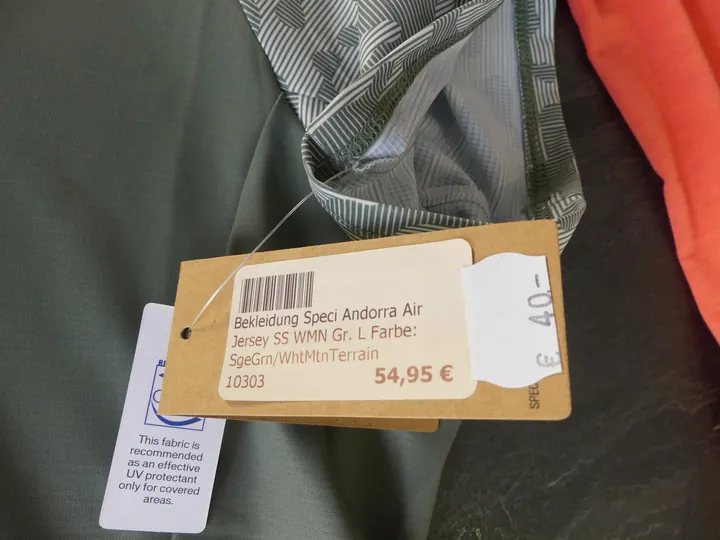 Bekleidung Speci Andorra Air
Jersey SS WMN Gr. L Farbe:
SgeGrn/WhtMtnTerrain
10303
54,95 €
€ 40,-
SPEC
This fabric is
recommended
as an effective
UV protectant
only for covered
areas.